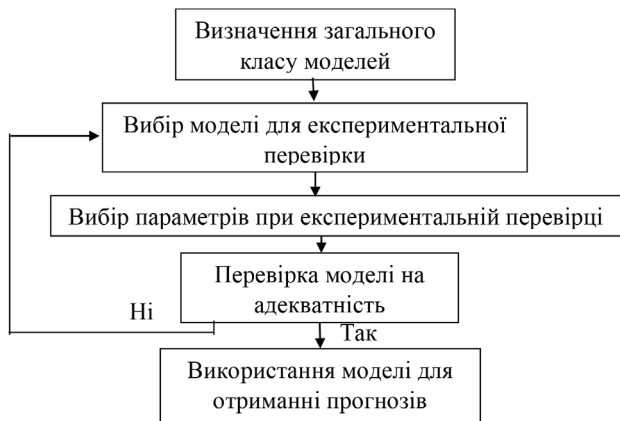 Визначення загального
класу моделей
Вибір моделі для експериментальної
перевірки
Вибір параметрів при експериментальній перевірці
Перевірка моделі на
адекватність
Ні
Так
Використання моделі для
отриманні прогнозів